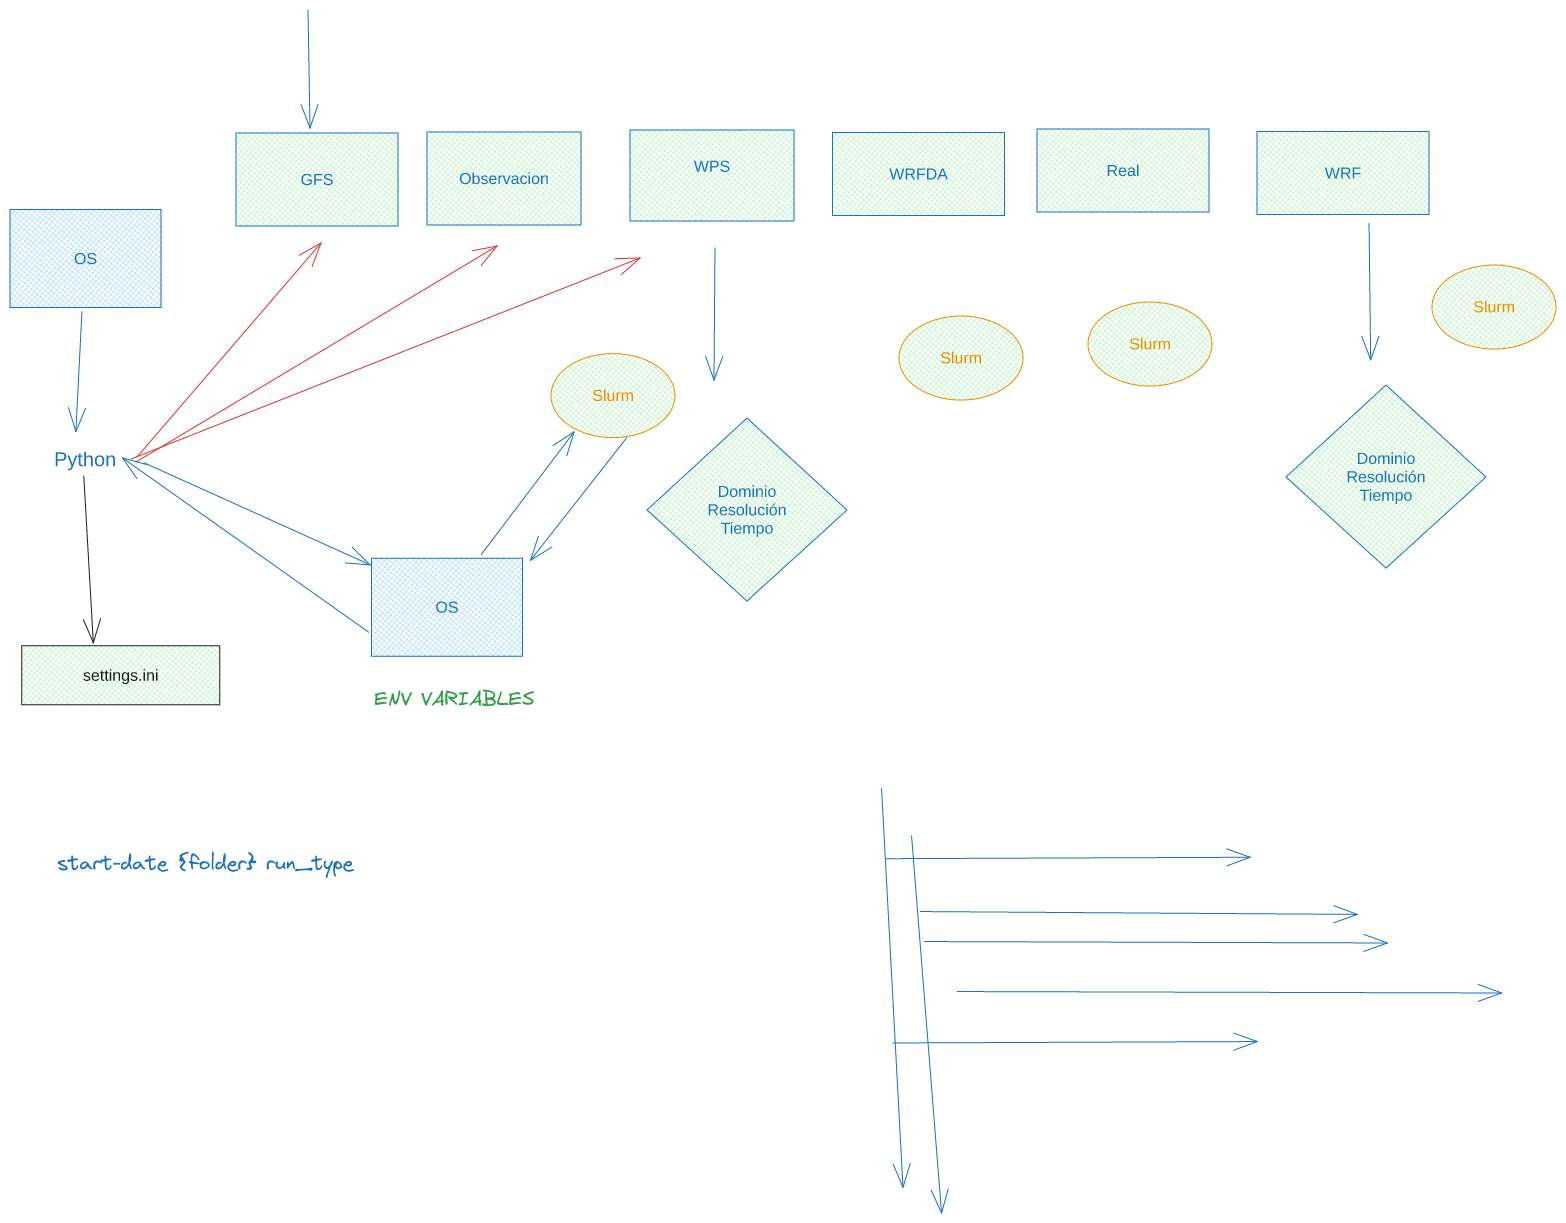 GFS
Observacion
WPS
WRFDA
Real
WRF
OS
Slurm
Slurm
Slurm
Slurm
Python
Dominio
Resolución
Tiempo
Dominio
Resolución
Tiempo
OS
settings.ini
ENV VARIABLES
start-date {folder} run_type